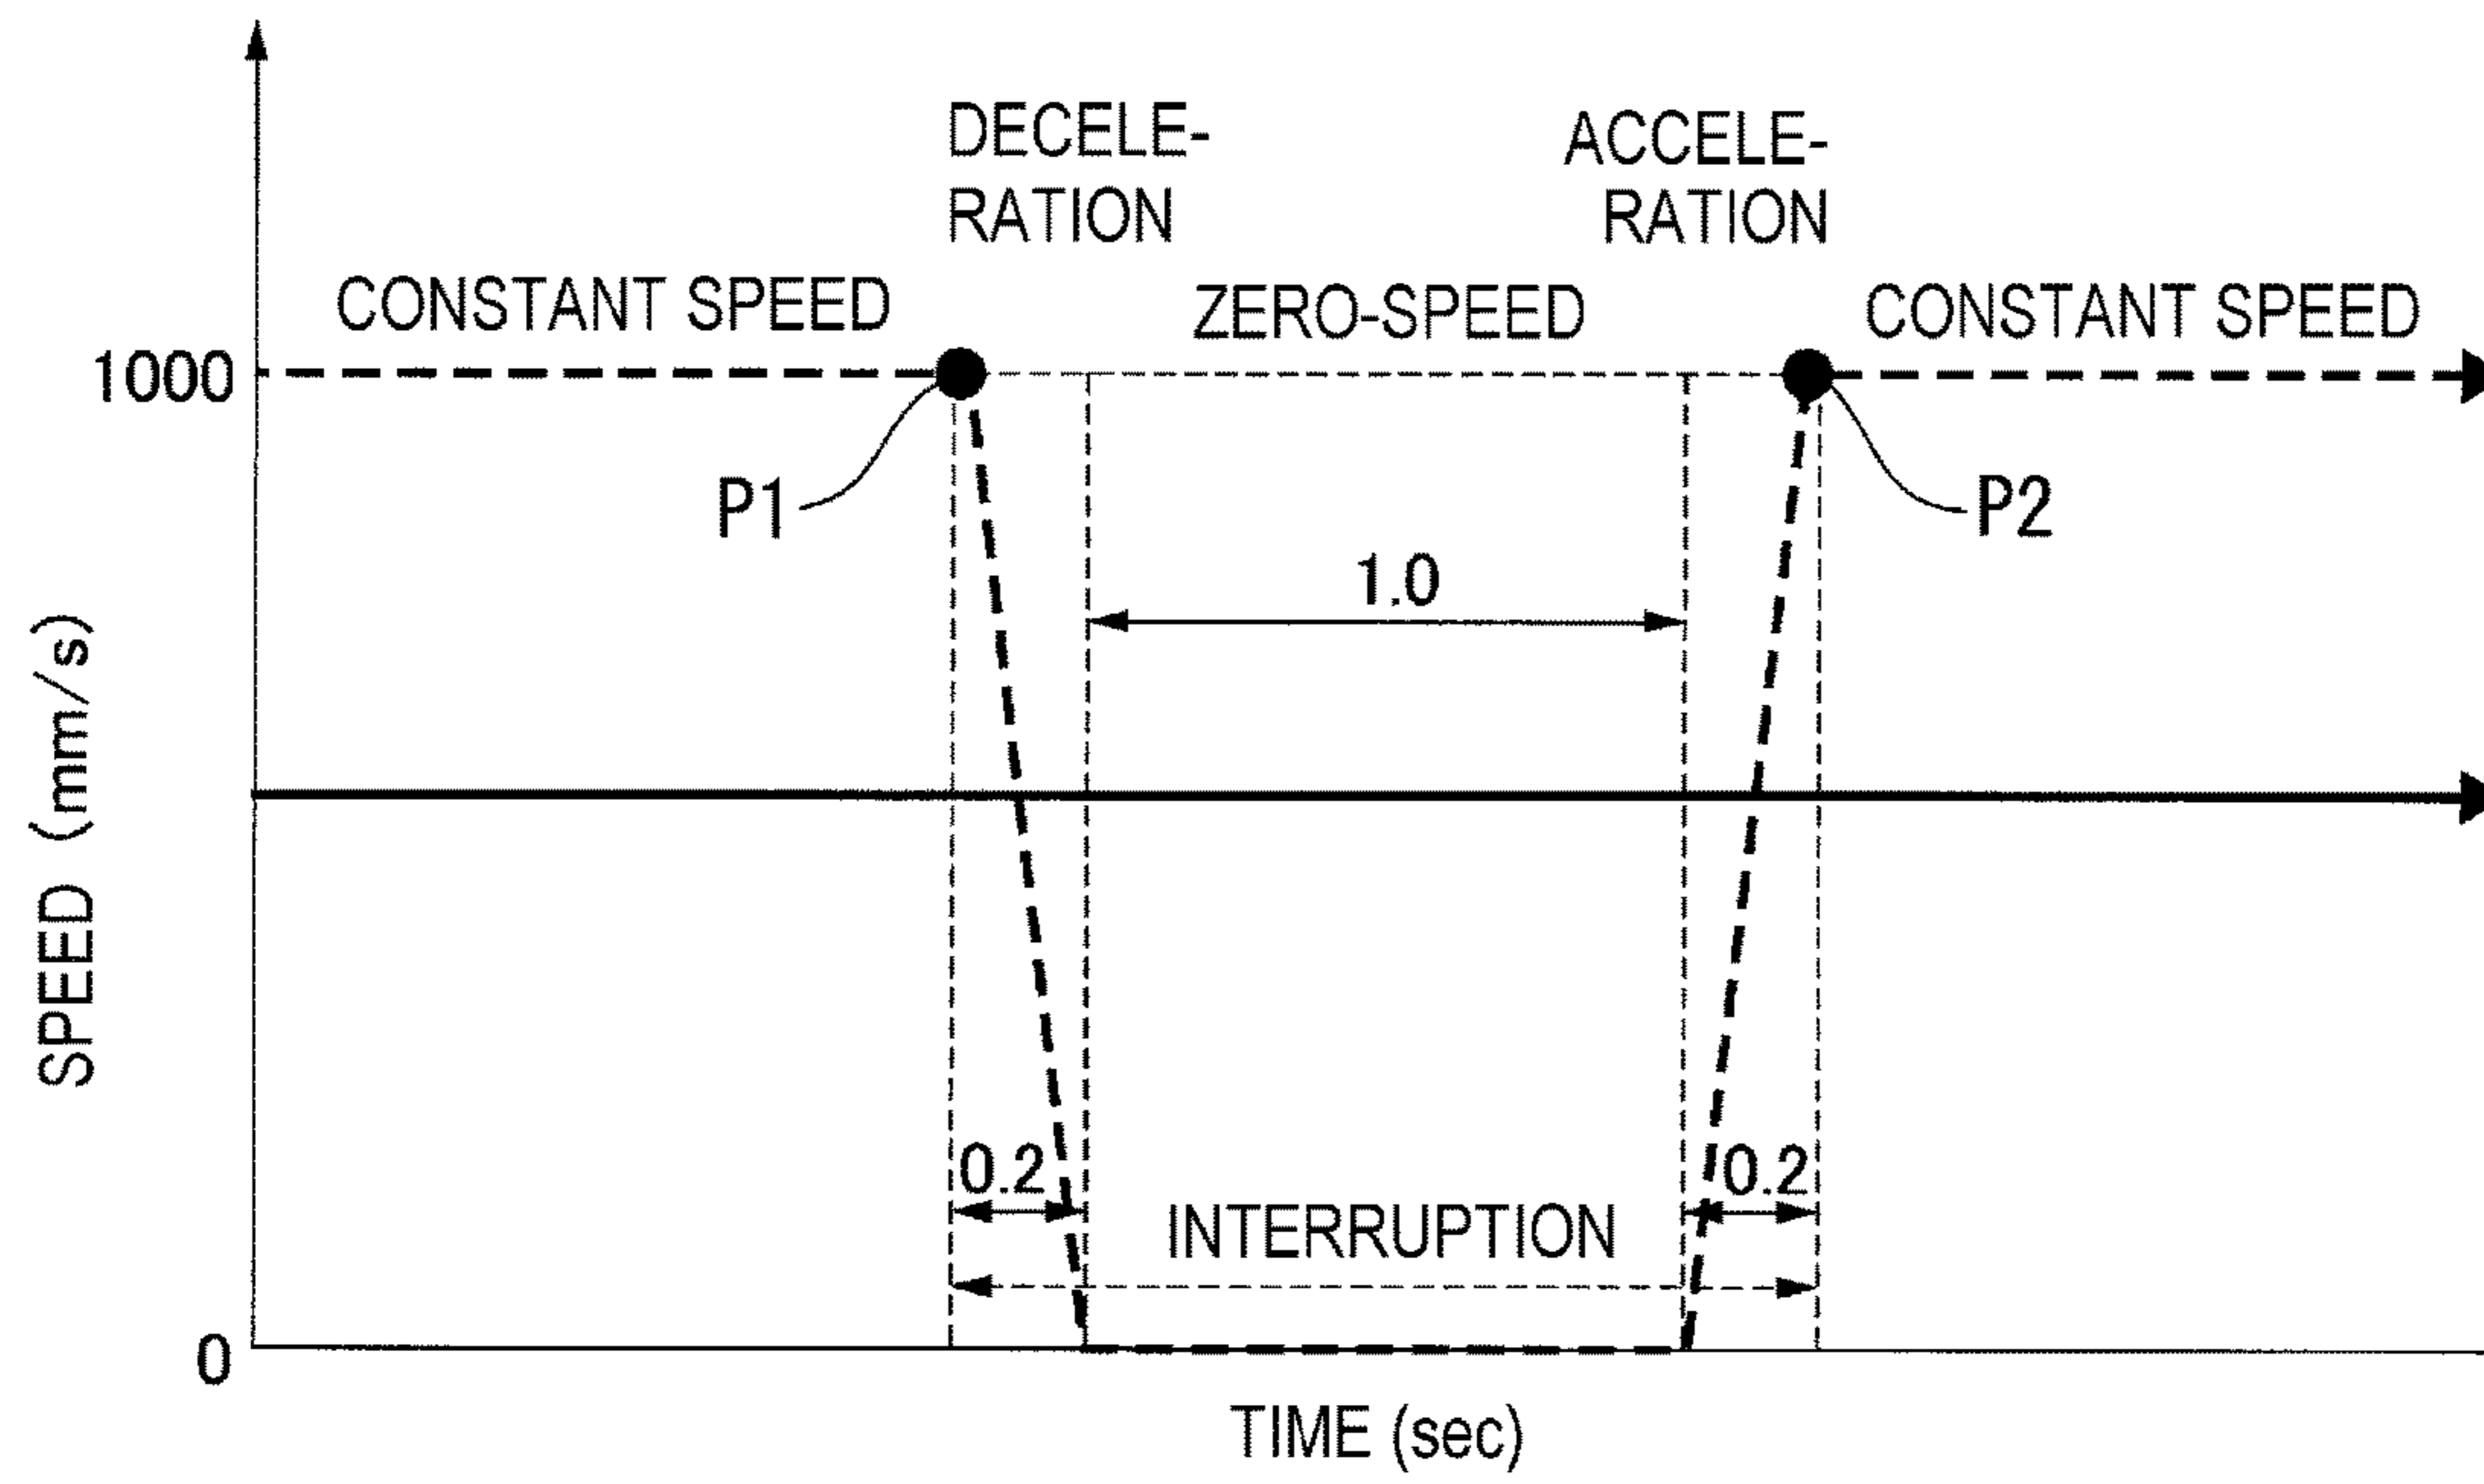 DECELE-
RATION
ACCELE-
RATION
CONSTANT SPEED
ZERO-SPEED
CONSTANT SPEED
1000
P1
P2
1.0
SPEED (mm/s)
0.2
0.2
INTERRUPTION
0
TIME (sec)